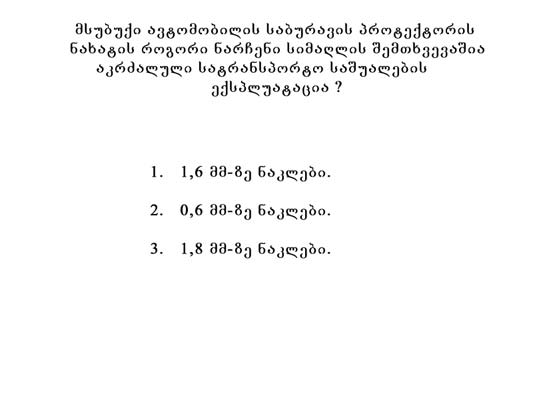 მსუბუქი ავტომობილის საბურავის პროტექტორის
ნახატის როგორი ნარჩენი სიმაღლის შემთხვევაშია
აკრძალული სატრანსპორტო საშუალების
ექსპლუატაცია ?
1. 1,6 მმ-ზე ნაკლები.
2. 0,6 მმ-ზე ნაკლები.
3. 1,8 მმ-ზე ნაკლები.